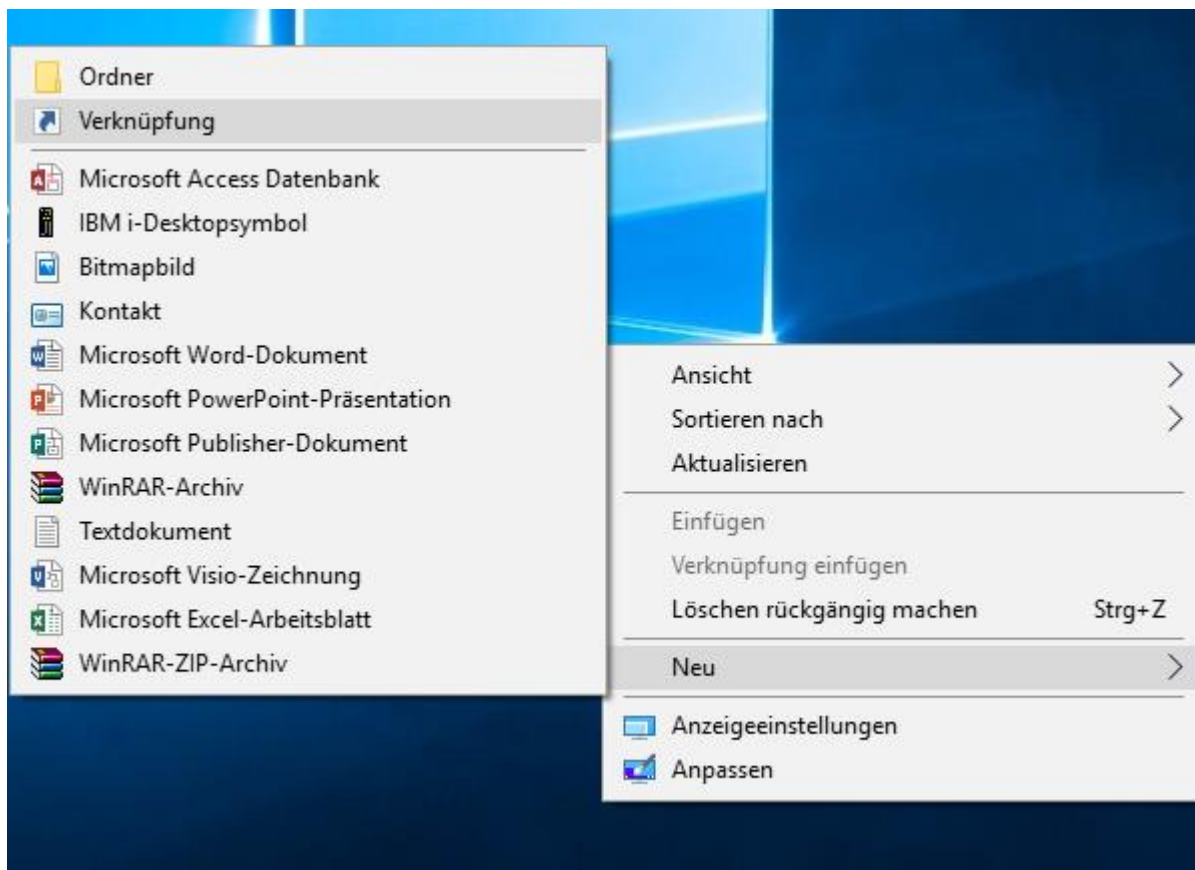 Ordner
Verknüpfung
Microsoft Access Datenbank
IBM i-Desktopsymbol
Bitmapbild
Kontakt
Microsoft Word-Dokument
Microsoft PowerPoint-Präsentation
Microsoft Publisher-Dokument
WinRAR-Archiv
Textdokument
Microsoft Visio-Zeichnung
Microsoft Excel-Arbeitsblatt
WinRAR-ZIP-Archiv
Ansicht
Sortieren nach
Aktualisieren
Einfügen
Verknüpfung einfügen
Löschen rückgängig machen Strg+Z
Neu
Anzeigeeinstellungen
Anpassen